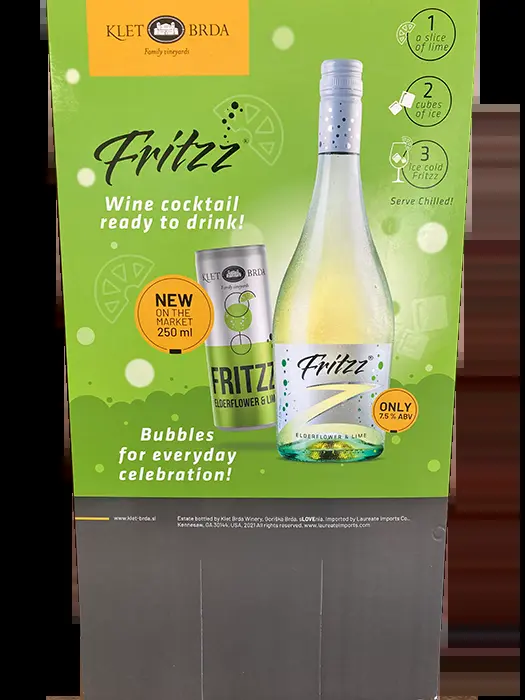 KLET BRDA
Family vineyards
1
a slice
of lime
2
cubes
of ice
3
ice cold
Fritzz
Serve Chilled!
Fritzz®
Wine cocktail
ready to drink!
KLET BRDA
Family vineyards
NEW
ON THE
MARKET
250 ml
FRITZZ
ELDERFLOWER & LIME
Fritzz®
ELDERFLOWER & LIME
ONLY
7.5 % ABV
Bubbles
for everyday
celebration!
www.klet-brda.si
Estate bottled by Klet Brda Winery, Goriška Brda, sLOVEnia. Imported by Laureate Imports Co.,
Kennesaw, GA 30144, USA. 2021 All rights reserved. www.laureateimports.com